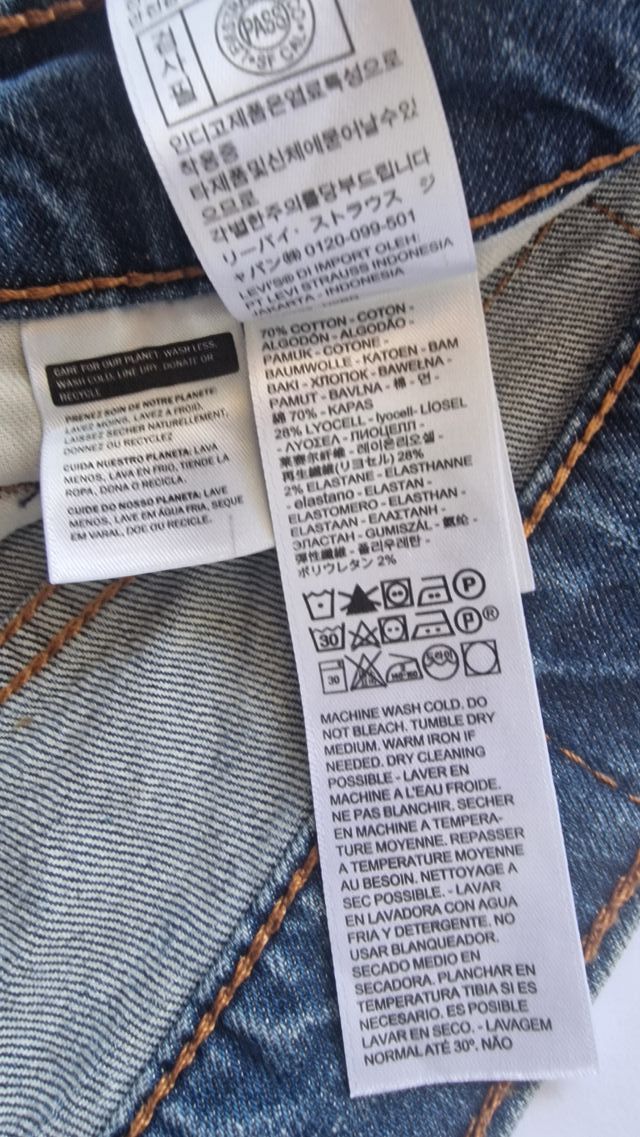 PASS
SF CAL
검사필
인디고제품은염료특성으로
착용중
타제품및신체에묻어날수있
으므로
각별한주의를당부드립니다
リーバイ・ストラウス ジ
ャパン㈱ 0120-099-501
LEVI'S® DI IMPORT OLEH:
PT LEVI STRAUSS INDONESIA
JAKARTA - INDONESIA
CARE FOR OUR PLANET: WASH LESS,
WASH COLD, LINE DRY, DONATE OR
RECYCLE
PRENEZ SOIN DE NOTRE PLANETE:
LAVEZ MOINS, LAVEZ A FROID,
LAISSEZ SECHER NATURELLEMENT,
DONNEZ OU RECYCLEZ
CUIDA NUESTRO PLANETA: LAVA
MENOS, LAVA EN FRIO, TIENDE LA
ROPA, DONA O RECICLA.
CUIDE DO NOSSO PLANETA: LAVE
MENOS, LAVE EM ÁGUA FRIA, SEQUE
EM VARAL, DOE OU RECICLE.
70% COTTON - COTON -
ALGODÓN - ALGODÃO -
PAMUK - COTONE -
BAUMWOLLE - KATOEN - BAM
BAKI - ХЛОПОК - BAWEŁNA -
PAMUT - BAVLNA - 棉 - 면 -
綿 70% - KAPAS
28% LYOCELL - lyocell- LIOSEL
- ΛΥΟΣΕΛ - ЛИОЦЕЛЛ -
莱赛尔纤维 - 레이온리오셀 -
再生繊維(リヨセル) 28%
2% ELASTANE - ELASTHANNE
- elastano - ELASTAN -
ELASTOMERO - ELASTHAN -
ELASTAAN - ΕΛΑΣΤΑΝΗ -
ЭЛАСТАН - GUMISZÁL - 氨纶 -
彈性纖維 - 폴리우레탄 -
ポリウレタン 2%
P
30 P®
30 드라이
MACHINE WASH COLD. DO
NOT BLEACH. TUMBLE DRY
MEDIUM. WARM IRON IF
NEEDED. DRY CLEANING
POSSIBLE - LAVER EN
MACHINE A L'EAU FROIDE.
NE PAS BLANCHIR. SECHER
EN MACHINE A TEMPERA-
TURE MOYENNE. REPASSER
A TEMPERATURE MOYENNE
AU BESOIN. NETTOYAGE A
SEC POSSIBLE. - LAVAR
EN LAVADORA CON AGUA
FRIA Y DETERGENTE. NO
USAR BLANQUEADOR.
SECADO MEDIO EN
SECADORA. PLANCHAR EN
TEMPERATURA TIBIA SI ES
NECESARIO. ES POSIBLE
LAVAR EN SECO. - LAVAGEM
NORMAL ATÉ 30º. NÃO